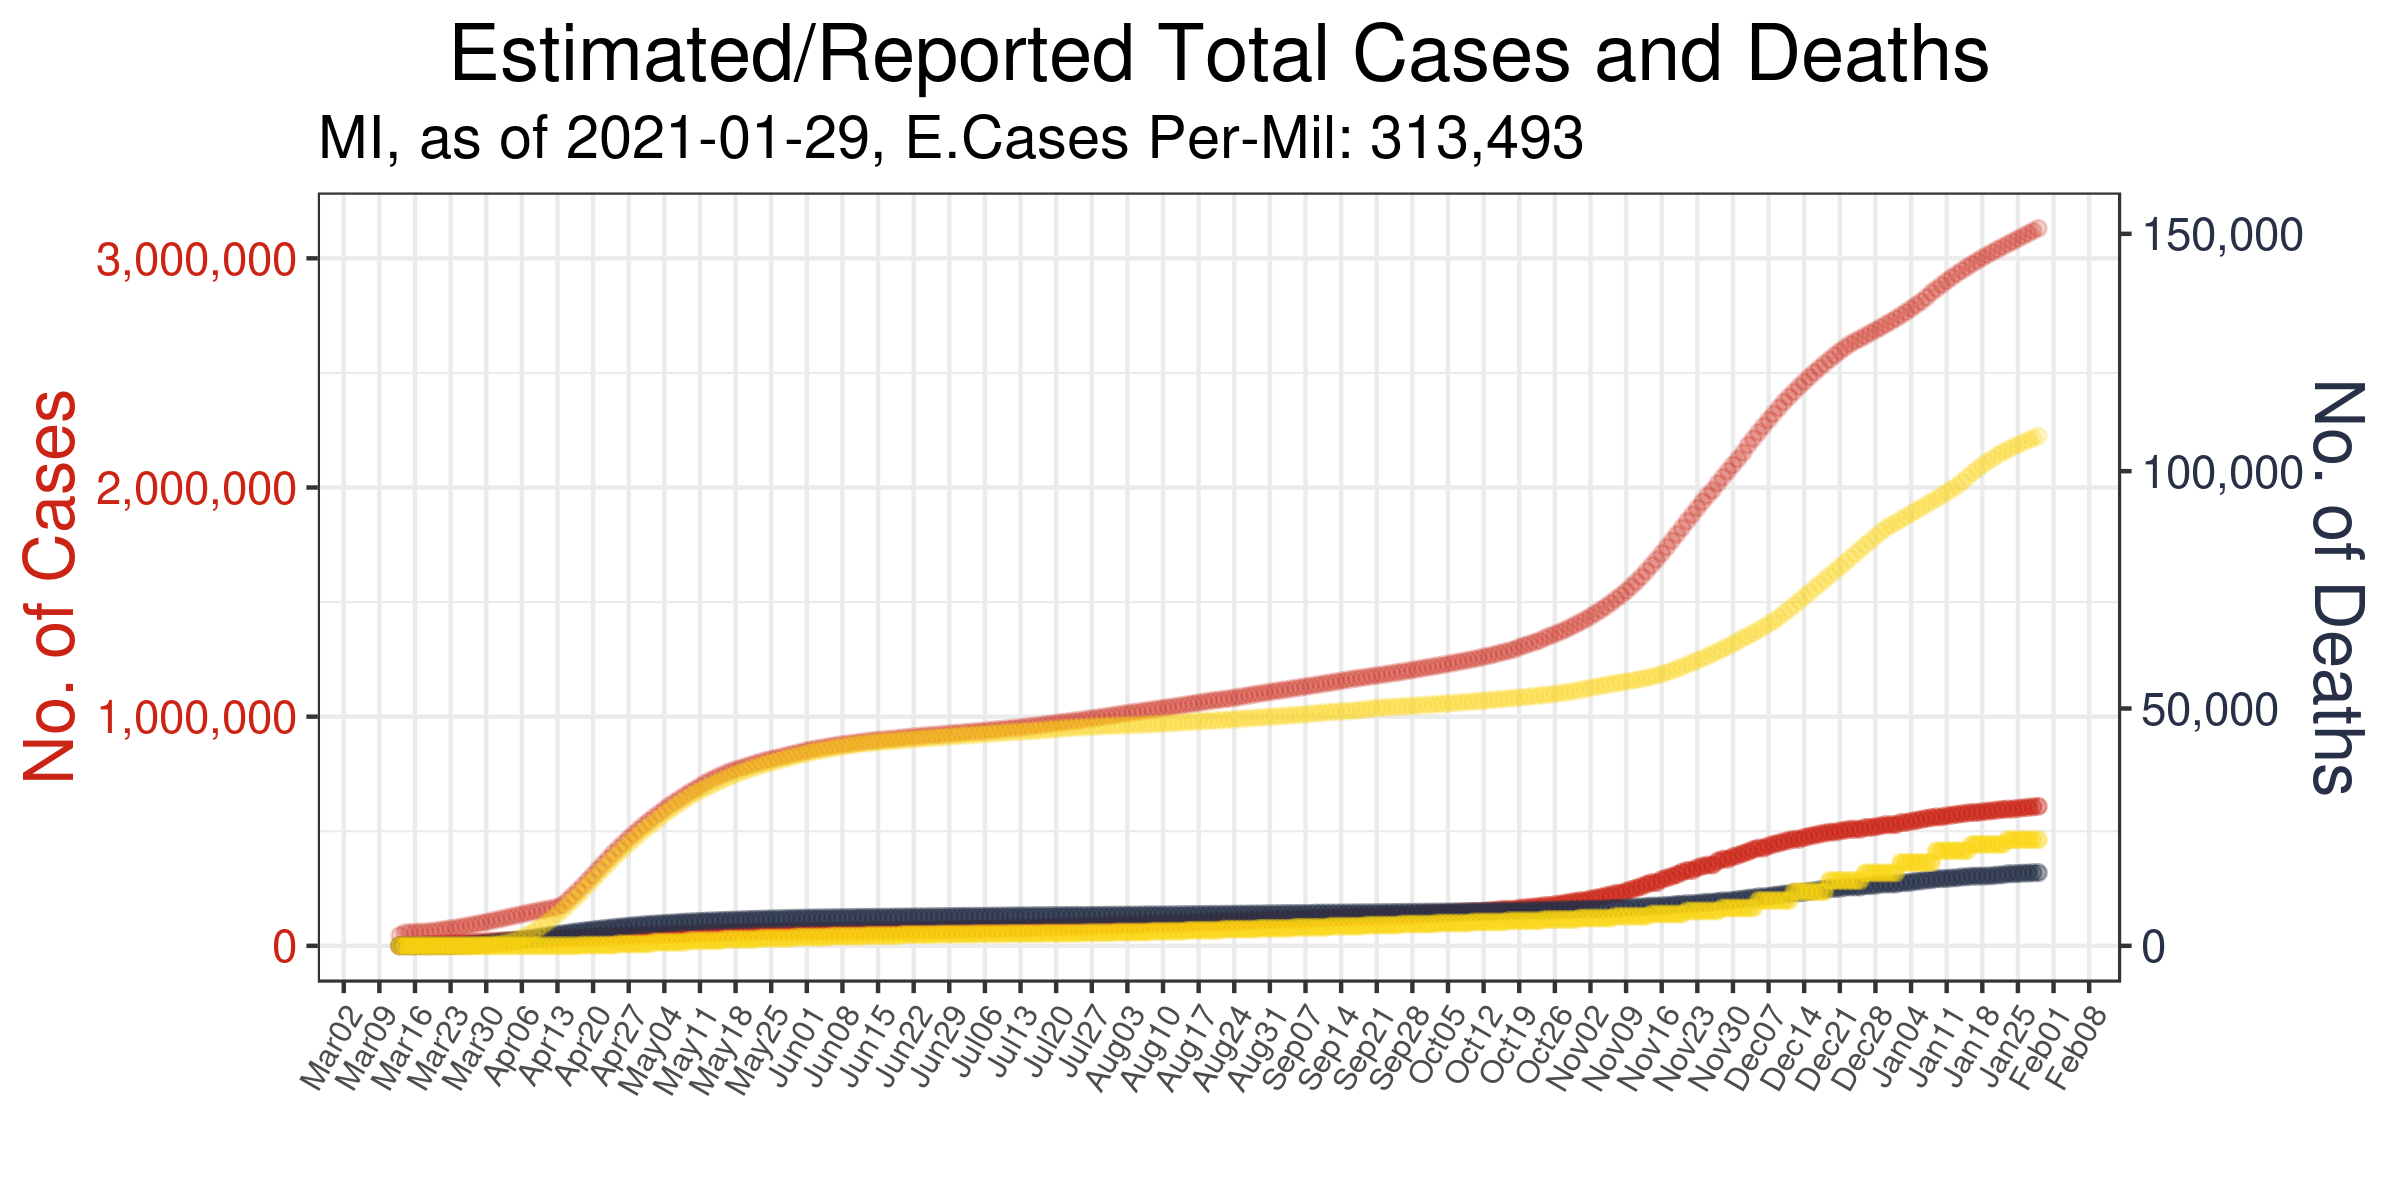 Estimated/Reported Total Cases and Deaths
MI, as of 2021-01-29, E.Cases Per-Mil: 313,493
No. of Cases
3,000,000
2,000,000
1,000,000
0
150,000
100,000
50,000
0
No. of Deaths
Mar02 Mar09 Mar16 Mar23 Mar30 Apr06 Apr13 Apr20 Apr27 May04 May11 May18 May25 Jun01 Jun08 Jun15 Jun22 Jun29 Jul06 Jul13 Jul20 Jul27 Aug03 Aug10 Aug17 Aug24 Aug31 Sep07 Sep14 Sep21 Sep28 Oct05 Oct12 Oct19 Oct26 Nov02 Nov09 Nov16 Nov23 Nov30 Dec07 Dec14 Dec21 Dec28 Jan04 Jan11 Jan18 Jan25 Feb01 Feb08